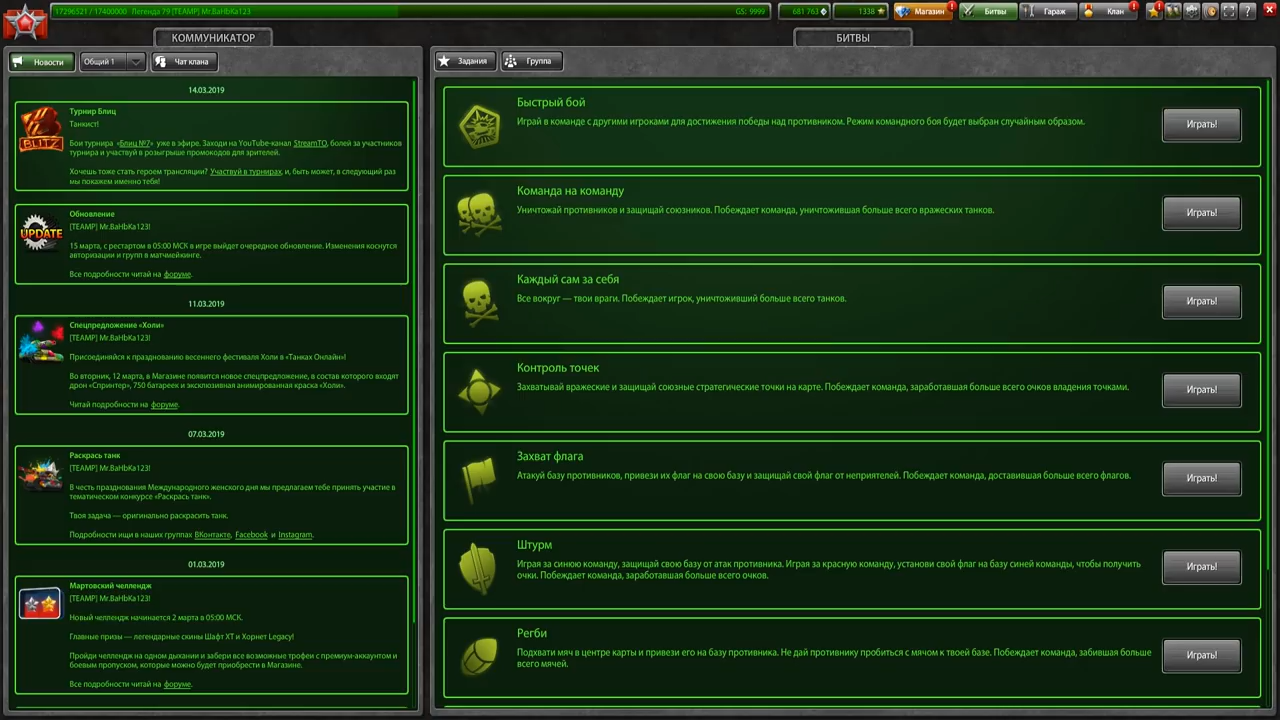 17296521 / 17400000 Легенда 79 [TEAMP] Mr.BaHbKa123
GS: 9999
681 763
1338
Магазин
Битвы
Гараж
Клан
КОММУНИКАТОР
БИТВЫ
Новости
Общий 1
Чат клана
14.03.2019
Турнир Блиц
Танкист!
Бои турнира «Блиц №7» уже в эфире. Заходи на YouTube-канал StreamTO, болей за участников
турнира и участвуй в розыгрыше промокодов для зрителей.
Хочешь тоже стать героем трансляции? Участвуй в турнирах, и, быть может, в следующий раз
мы покажем именно тебя!
BLITZ
Обновление
[TEAMP] Mr.BaHbKa123!
UPDATE
15 марта, с рестартом в 05:00 МСК в игре выйдет очередное обновление. Изменения коснутся
авторизации и групп в матчмейкинге.
Все подробности читай на форуме.
11.03.2019
Спецпредложение «Холи»
[TEAMP] Mr.BaHbKa123!
Присоединяйся к празднованию весеннего фестиваля Холи в «Танках Онлайн»!
Во вторник, 12 марта, в Магазине появится новое спецпредложение, в состав которого входят
дрон «Спринтер», 750 батареек и эксклюзивная анимированная краска «Холи».
Читай подробности на форуме.
07.03.2019
Раскрась танк
[TEAMP] Mr.BaHbKa123!
В честь празднования Международного женского дня мы предлагаем тебе принять участие в
тематическом конкурсе «Раскрась танк».
Твоя задача — оригинально раскрасить танк.
Подробности ищи в наших группах ВКонтакте, Facebook и Instagram.
01.03.2019
Мартовский челлендж
[TEAMP] Mr.BaHbKa123!
Новый челлендж начинается 2 марта в 05:00 МСК.
Главные призы — легендарные скины Шафт XT и Хорнет Legacy!
Пройди челлендж на одном дыхании и забери все возможные трофеи с премиум-аккаунтом и
боевым пропуском, которые можно будет приобрести в Магазине.
Все подробности читай на форуме.
Задания
Группа
Быстрый бой
Играй в команде с другими игроками для достижения победы над противником. Режим командного боя будет выбран случайным образом.
Играть!
Команда на команду
Уничтожай противников и защищай союзников. Побеждает команда, уничтожившая больше всего вражеских танков.
Играть!
Каждый сам за себя
Все вокруг — твои враги. Побеждает игрок, уничтоживший больше всего танков.
Играть!
Контроль точек
Захватывай вражеские и защищай союзные стратегические точки на карте. Побеждает команда, заработавшая больше всего очков владения точками.
Играть!
Захват флага
Атакуй базу противников, привези их флаг на свою базу и защищай свой флаг от неприятелей. Побеждает команда, доставившая больше всего флагов.
Играть!
Штурм
Играя за синюю команду, защищай свою базу от атак противника. Играя за красную команду, установи свой флаг на базу синей команды, чтобы получить
очки. Побеждает команда, заработавшая больше всего очков.
Играть!
Регби
Подхвати мяч в центре карты и привези его на базу противника. Не дай противнику пробиться с мячом к твоей базе. Побеждает команда, забившая больше
всего мячей.
Играть!